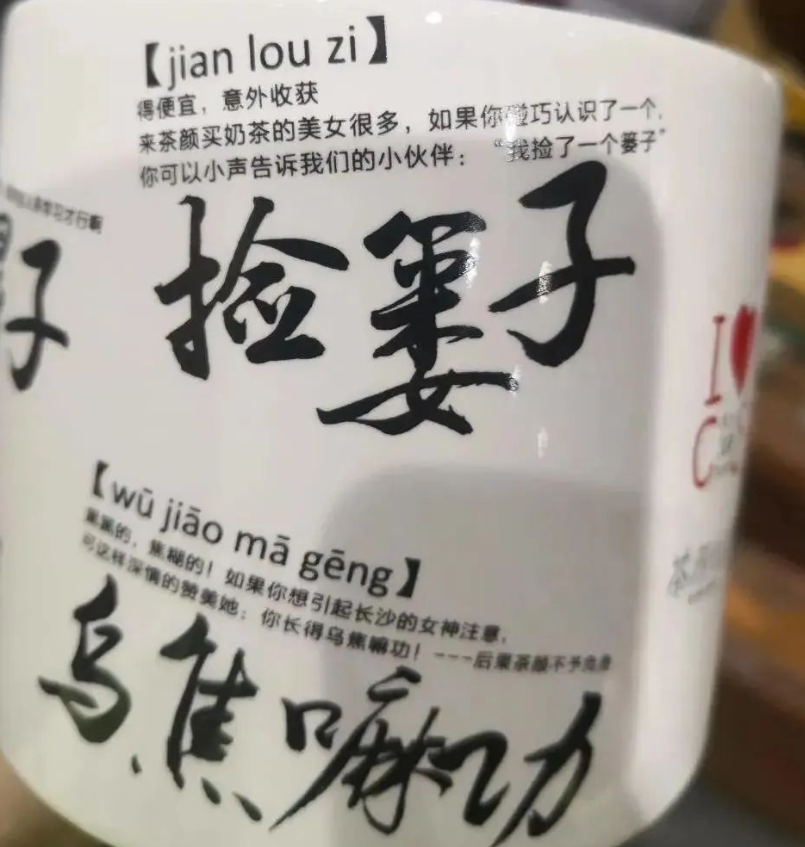 【jian lou zi】
得便宜，意外收获
来茶颜买奶茶的美女很多，如果你碰巧认识了一个，
你可以小声告诉我们的小伙伴：“我捡了一个篓子”
捡篓子
子
I
C
【wū jiāo mā gēng】
黑黑的，焦糊的！如果你想引起长沙的女神注意，
可这样深情的赞美她：你长得乌焦嘛功！---后果茶颜不予负责
乌焦嘛功
茶